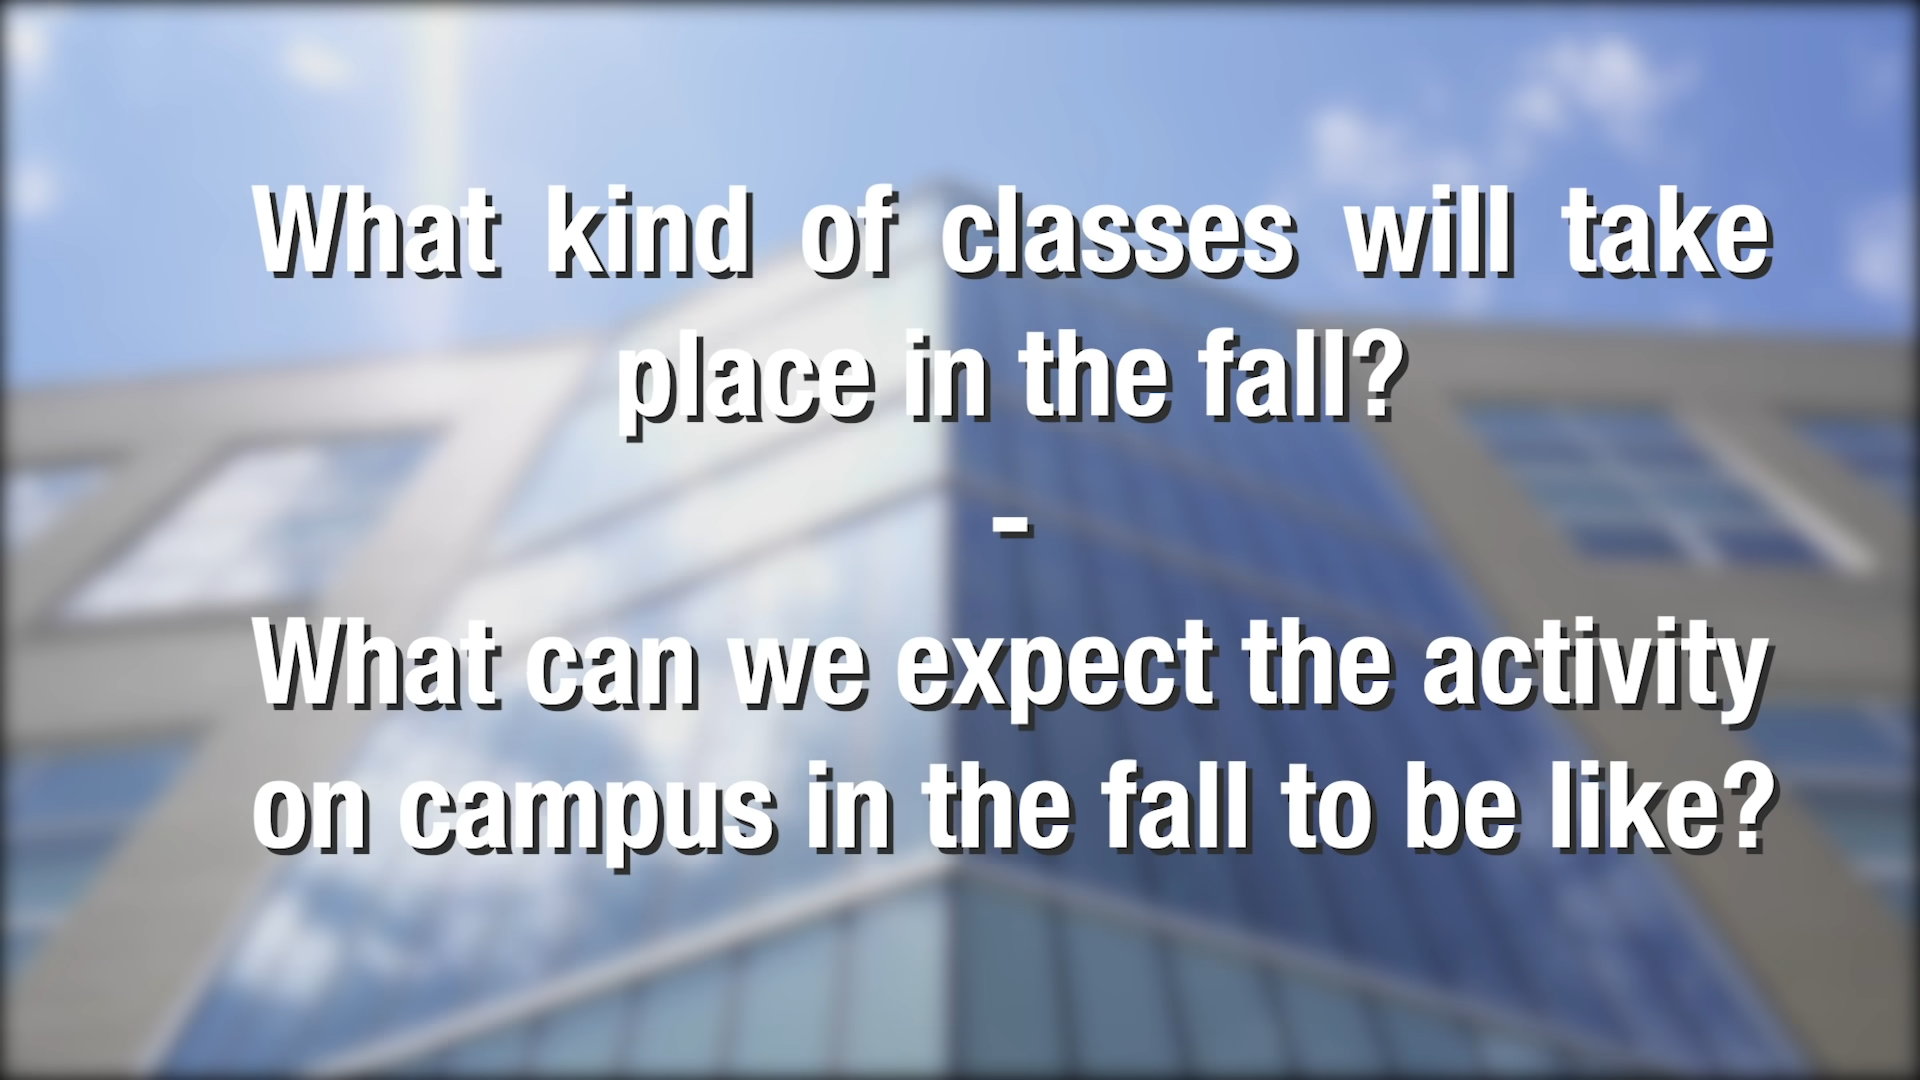 What kind of classes will take
place in the fall?
-
What can we expect the activity
on campus in the fall to be like?